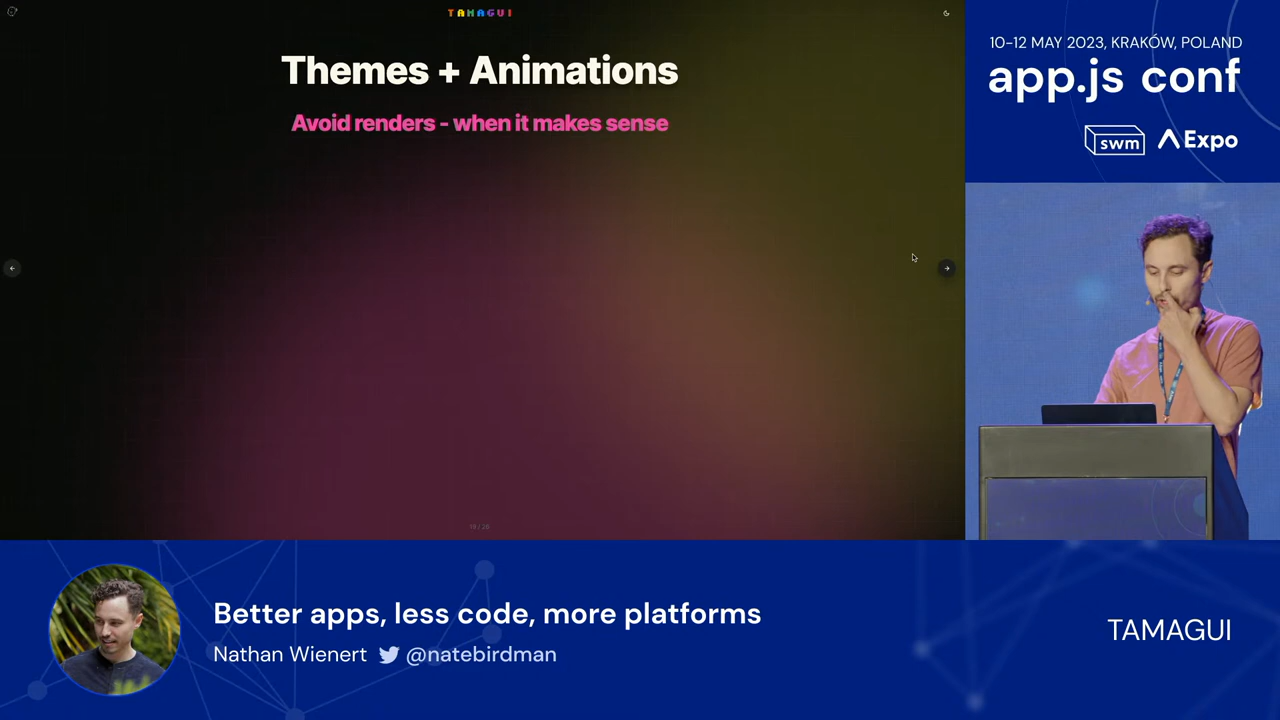 TAMAGUI
Themes + Animations
Avoid renders - when it makes sense
10-12 MAY 2023, KRAKÓW, POLAND
app.js conf
swm
Expo
Better apps, less code, more platforms
Nathan Wienert @natebirdman
TAMAGUI